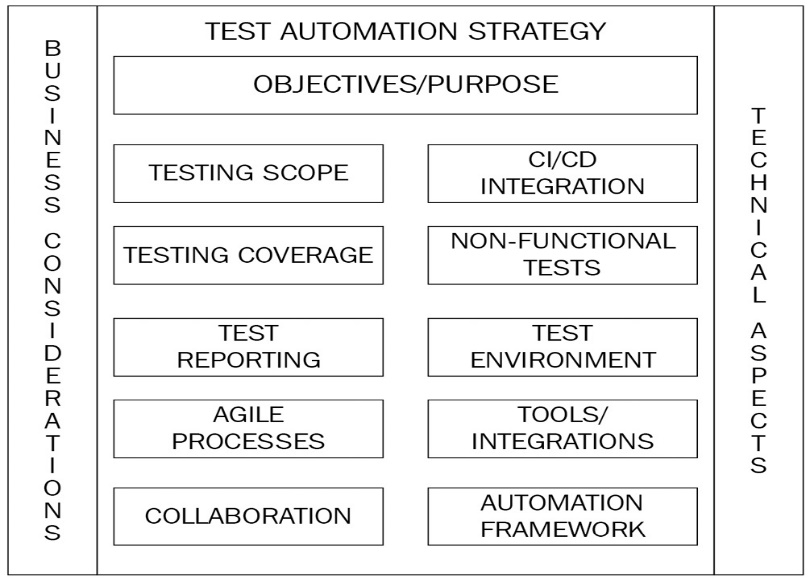 TEST AUTOMATION STRATEGY
OBJECTIVES/PURPOSE
BUSINESS CONSIDERATIONS
TESTING SCOPE
TESTING COVERAGE
TEST
REPORTING
AGILE
PROCESSES
COLLABORATION
CI/CD
INTEGRATION
NON-FUNCTIONAL
TESTS
TEST
ENVIRONMENT
TOOLS/
INTEGRATIONS
AUTOMATION
FRAMEWORK
TECHNICAL ASPECTS